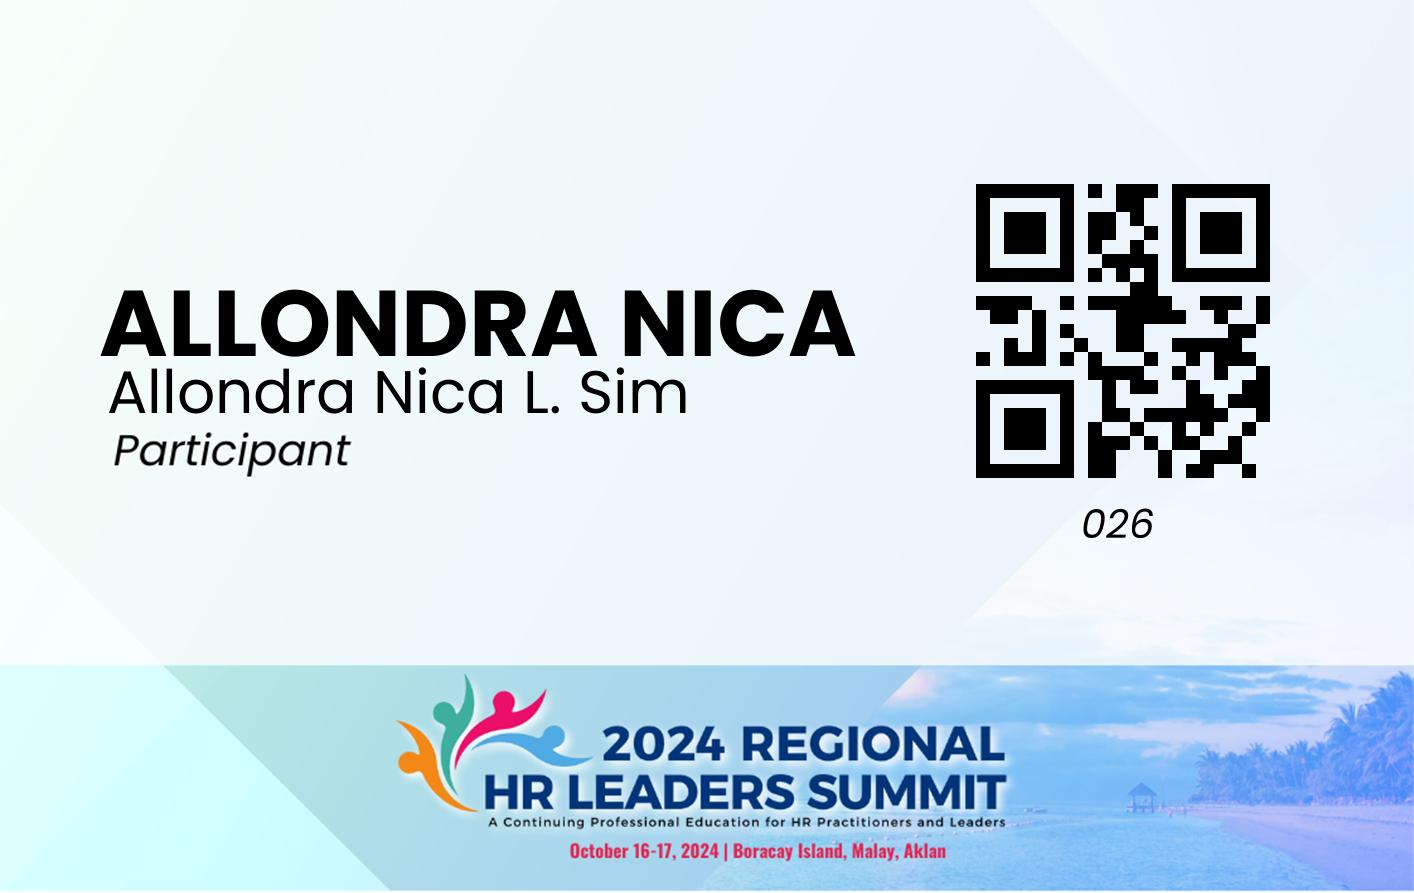 ALLONDRA NICA
Allondra Nica L. Sim
Participant
026
2024 REGIONAL
HR LEADERS SUMMIT
A Continuing Professional Education for HR Practitioners and Leaders
October 16-17, 2024 | Boracay Island, Malay, Aklan